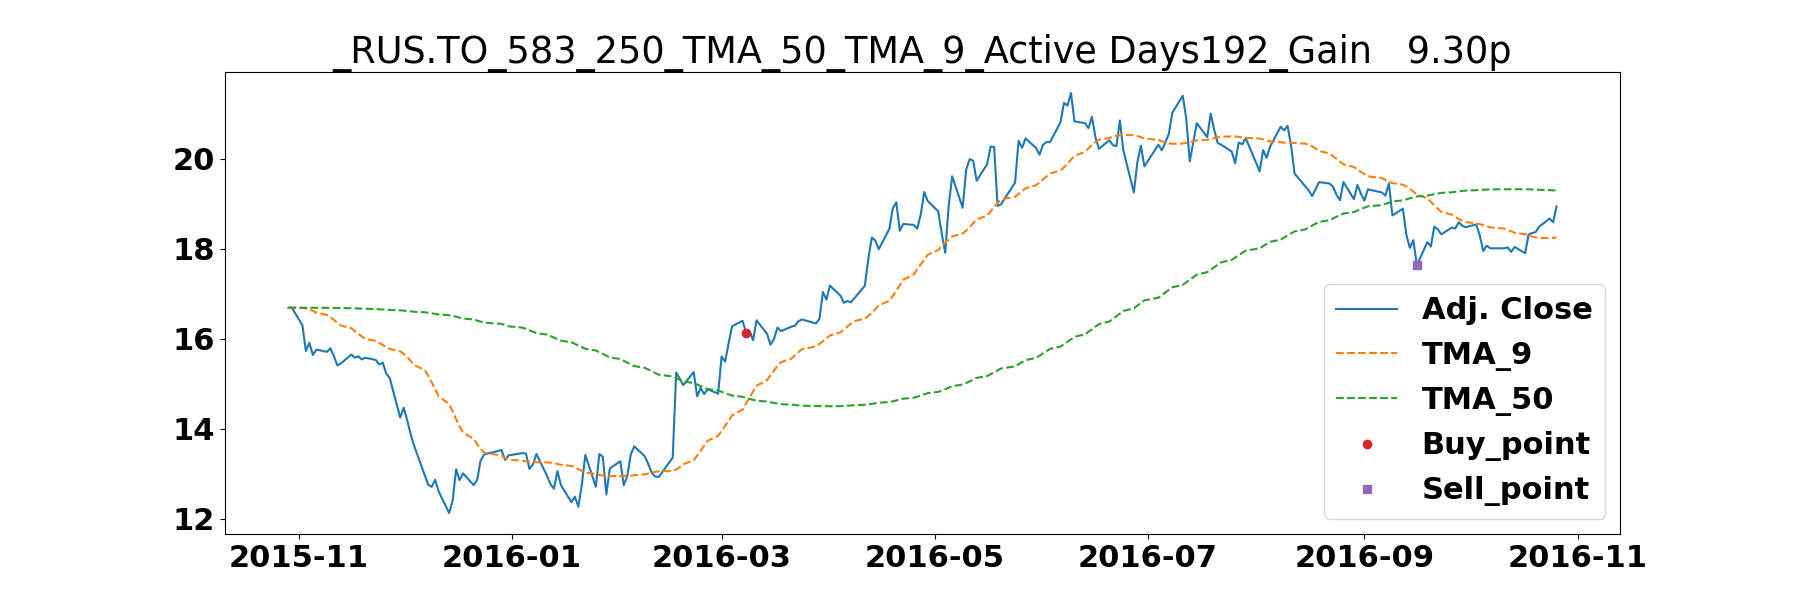 _RUS.TO_583_250_TMA_50_TMA_9_Active Days192_Gain   9.30p
20
18
16
14
12
Adj. Close
TMA_9
TMA_50
Buy_point
Sell_point
2015-11 2016-01 2016-03 2016-05 2016-07 2016-09 2016-11